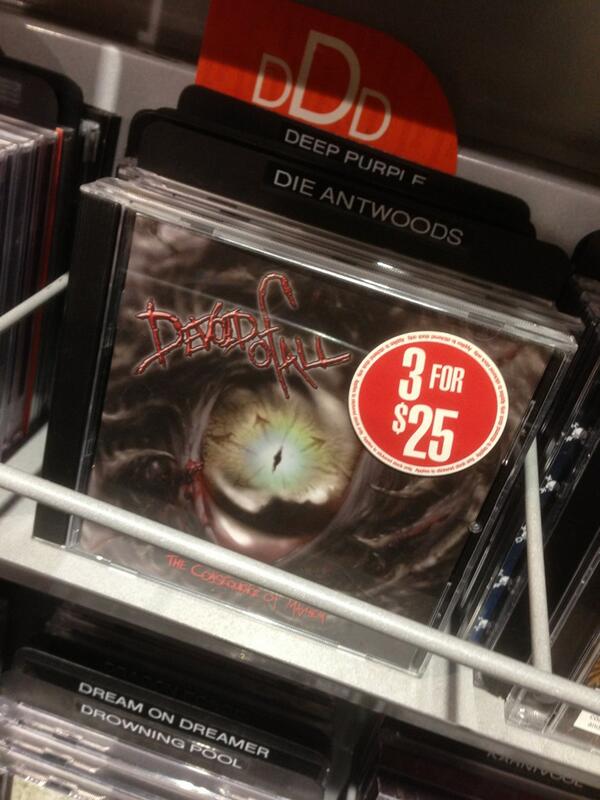 DDD
DEEP PURPLE
DIE ANTWOODS
DEVOID OF ALL
3 FOR
$25
THE CONSEQUENCE OF MAYHEM
DREAM ON DREAMER
DROWNING POOL
KARNIVOOL